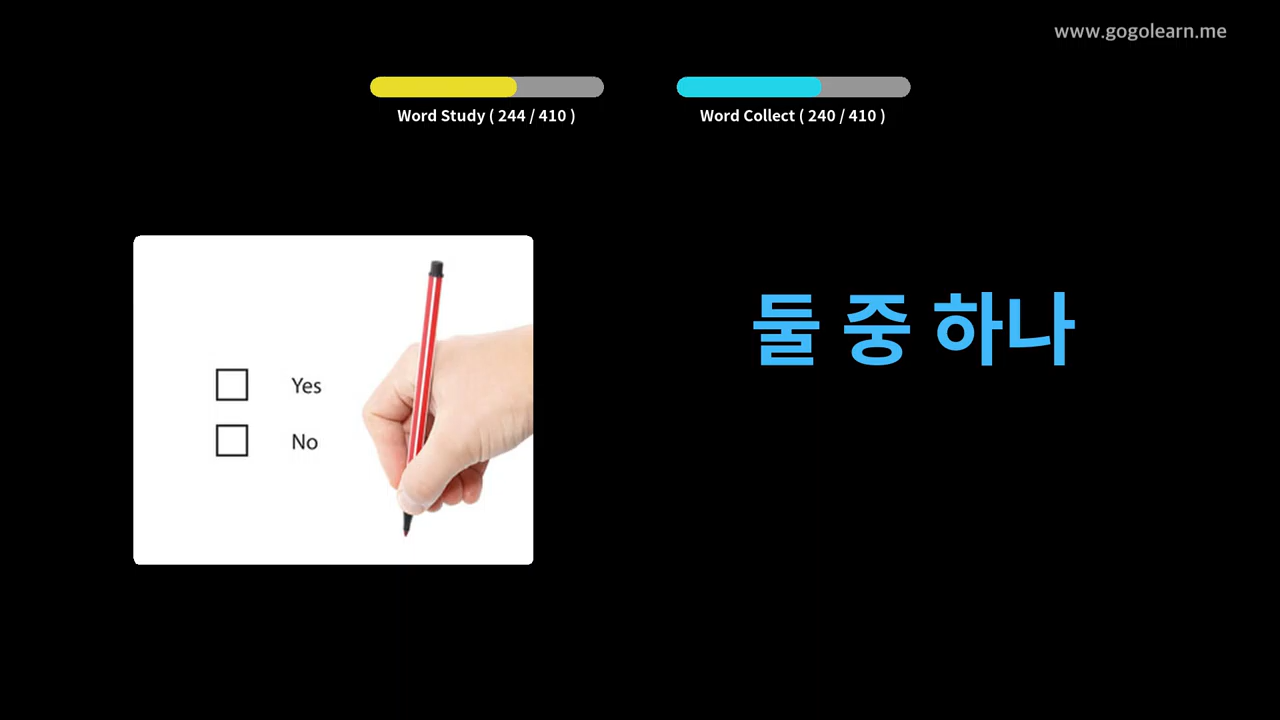 www.gogolearn.me
Word Study ( 244 / 410 )
Word Collect ( 240 / 410 )
Yes
No
둘 중 하나